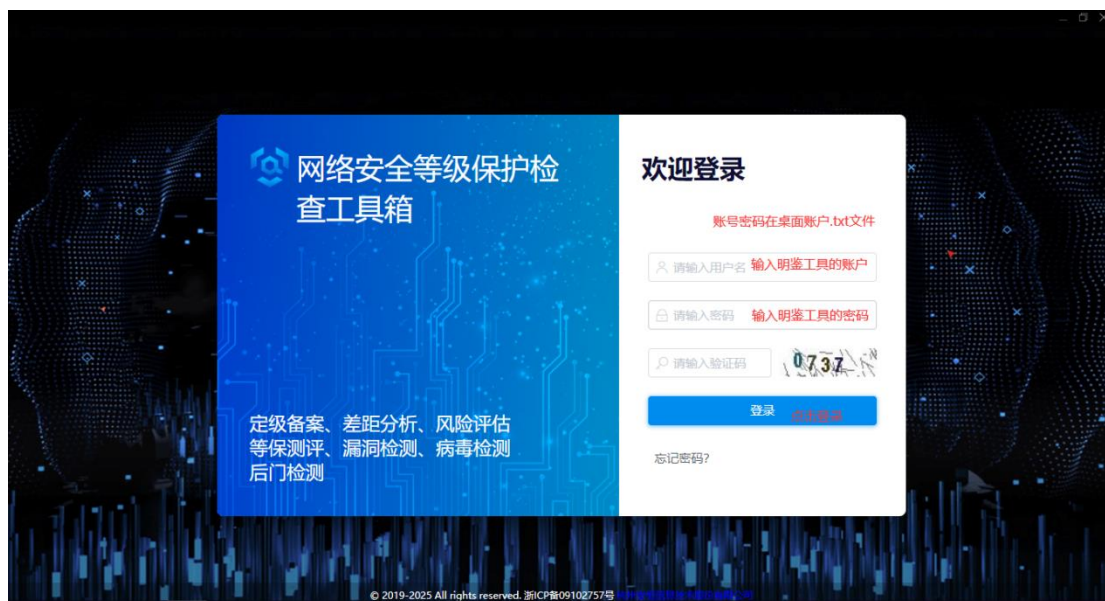 网络安全等级保护检
查工具箱
定级备案、差距分析、风险评估
等保测评、漏洞检测、病毒检测
后门检测
欢迎登录
账号密码在桌面账户.txt文件
请输入用户名 输入明鉴工具的账户
请输入密码 输入明鉴工具的密码
请输入验证码 0737
登录 点击登录
忘记密码?
© 2019-2025 All rights reserved. 浙ICP备09102757号